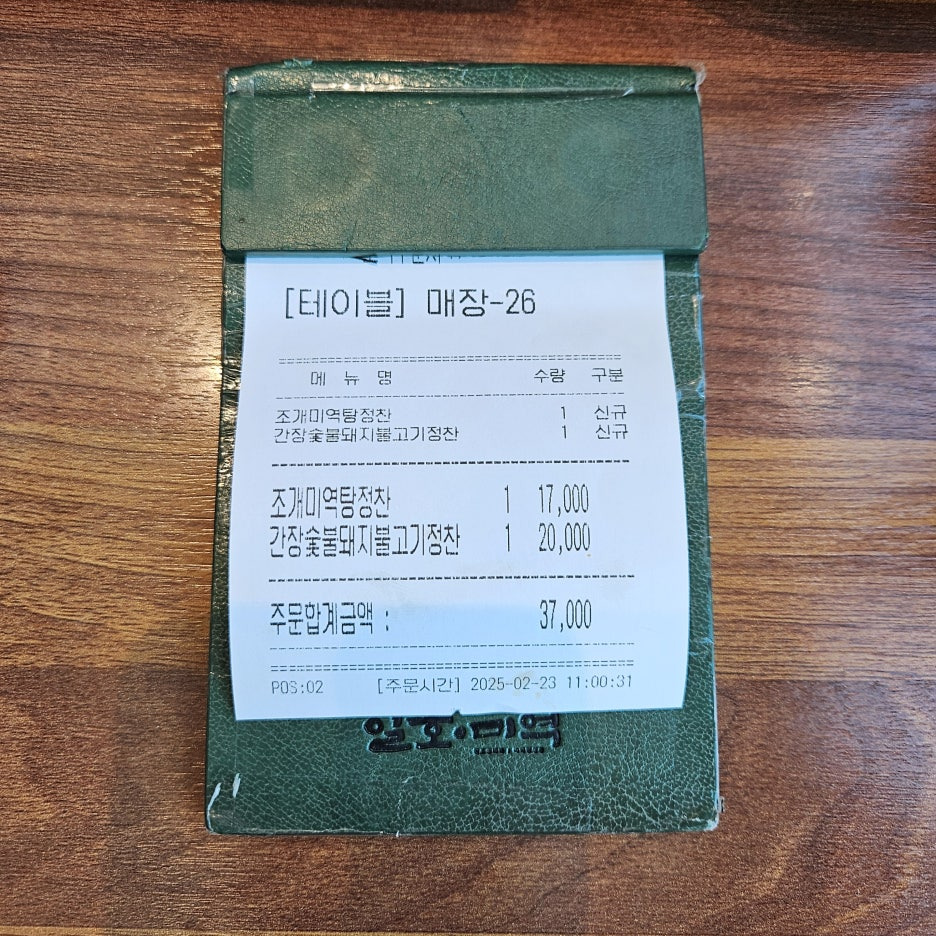 [테이블] 매장-26
메 뉴 명 수량 구분
조개미역탕정찬 1 신규
간장숯불돼지불고기정찬 1 신규
조개미역탕정찬 1 17,000
간장숯불돼지불고기정찬 1 20,000
주문합계금액 : 37,000
POS:02 [주문시간] 2025-02-23 11:00:31